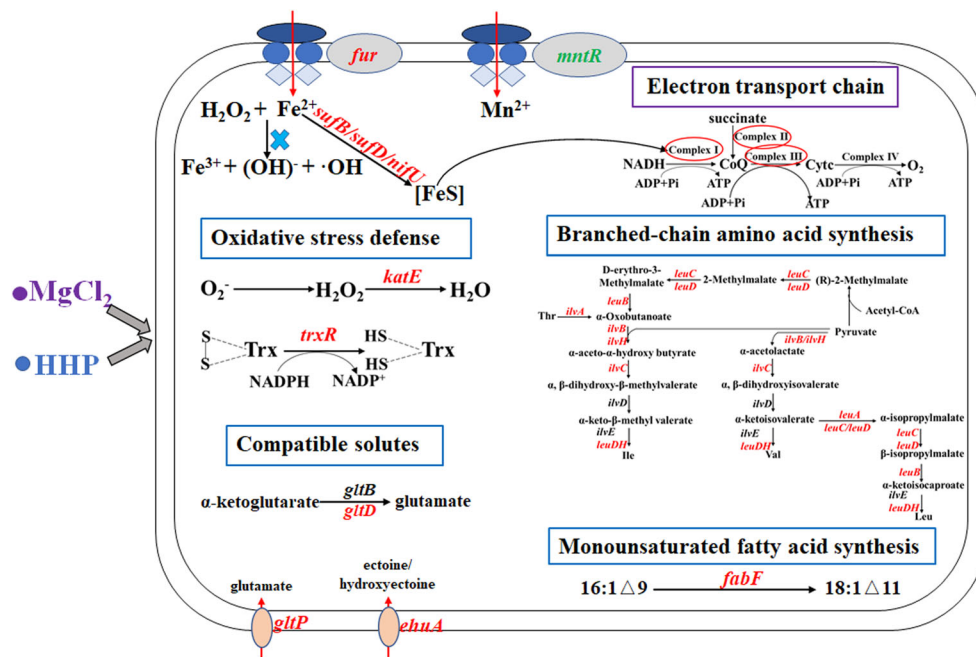 fur
mntR
H₂O₂ + Fe²⁺
Mn²⁺
sufB/sufD/nifU
Fe³⁺ + (OH)⁻ + ·OH
[FeS]
Electron transport chain
succinate
Complex I
Complex II
NADH
CoQ
Complex III
Cytc
Complex IV
O₂
ADP+Pi
ATP
ADP+Pi
ATP
ADP+Pi
ATP
MgCl₂
HHP
Oxidative stress defense
O₂⁻
H₂O₂
katE
H₂O
S
S
Trx
trxR
HS
HS
Trx
NADPH
NADP⁺
Compatible solutes
α-ketoglutarate
gltB
gltD
glutamate
glutamate
gltP
ectoine/
hydroxyectoine
ehuA
Branched-chain amino acid synthesis
D-erythro-3-
Methylmalate
leuC
leuD
2-Methylmalate
leuC
leuD
(R)-2-Methylmalate
leuB
Acetyl-CoA
Thr
ilvA
α-Oxobutanoate
Pyruvate
ilvB
ilvH
ilvB/ilvH
α-aceto-α-hydroxy butyrate
α-acetolactate
ilvC
ilvC
α, β-dihydroxy-β-methylvalerate
α, β-dihydroxyisovalerate
ilvD
ilvD
α-keto-β-methyl valerate
α-ketoisovalerate
leuA
leuC/leuD
α-isopropylmalate
ilvE
leuDH
Ile
ilvE
leuDH
Val
leuC
leuD
β-isopropylmalate
leuB
α-ketoisocaproate
ilvE
leuDH
Leu
Monounsaturated fatty acid synthesis
16:1△9
fabF
18:1△11